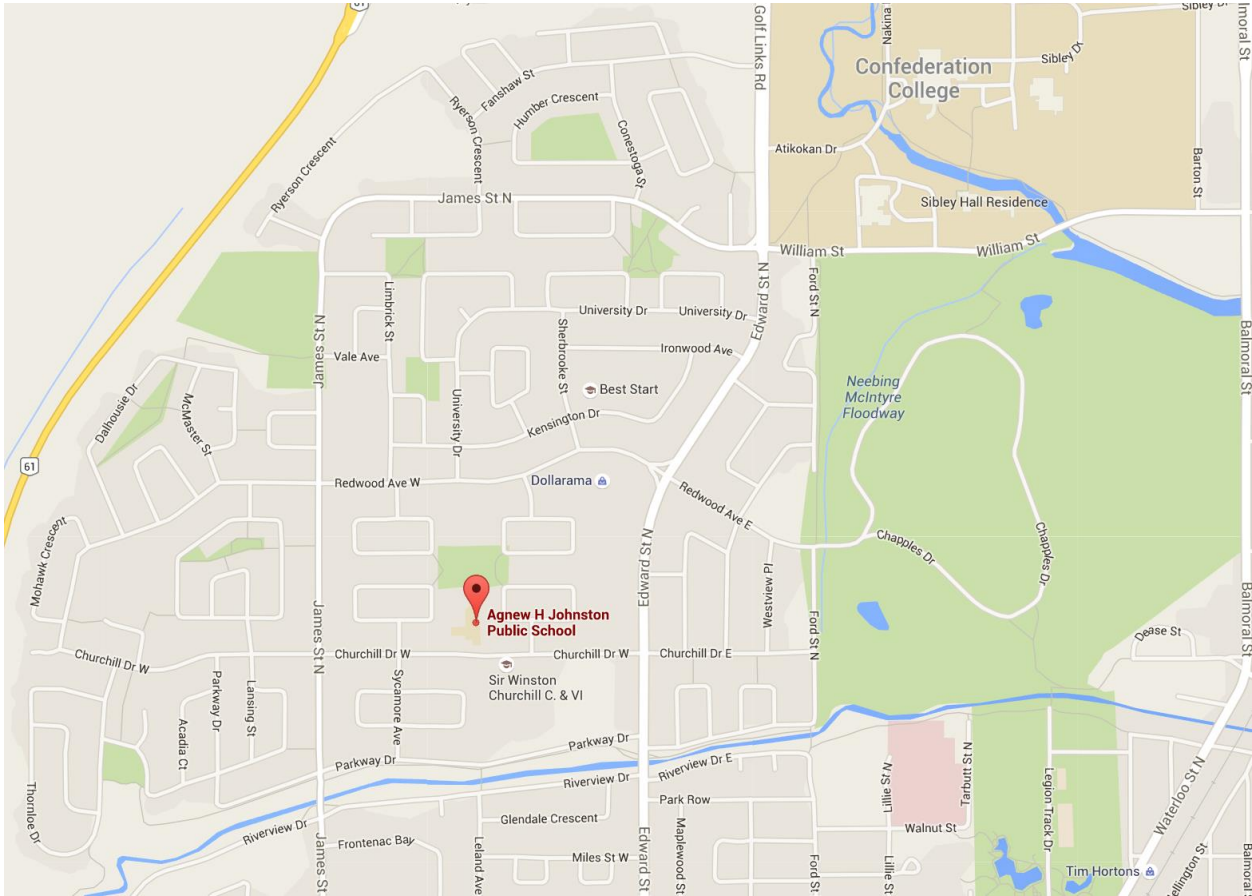 61
Sibley Dr
Balmoral St
Golf Links Rd
Nakina
Confederation
College
Sibley Dr
Fanshaw St
Ryerson Crescent
Humber Crescent
Conestoga St
Ryerson Crescent
Atikokan Dr
Barton St
James St N
Sibley Hall Residence
William St
William St
Edward St N
Ford St N
Limbrick St
University Dr
University Dr
Sherbrooke St
James St N
Vale Ave
Ironwood Ave
Balmoral St
Best Start
Neebing
McIntyre
Floodway
Dalhousie Dr
McMaster St
University Dr
Kensington Dr
61
Redwood Ave W
Dollarama
Redwood Ave E
Mohawk Crescent
Edward St N
Chapples Dr
Chapples Dr
Westview Pl
Agnew H Johnston
Public School
James St N
Ford St N
Dease St
Balmoral St
Churchill Dr W
Churchill Dr W
Churchill Dr W
Churchill Dr E
Sir Winston
Churchill C. & VI
Parkway Dr
Lansing St
Acadia Ct
Sycamore Ave
Parkway Dr
Parkway Dr
Thornloe Dr
Riverview Dr
Riverview Dr E
Lillie St N
Tarbutt St N
Legion Track Dr
Waterloo St N
Park Row
Riverview Dr
Glendale Crescent
Walnut St
James St
Frontenac Bay
Leland Ave
Miles St W
Edward St
Maplewood St
Ford St
Lillie St
Tim Hortons
Balmoral